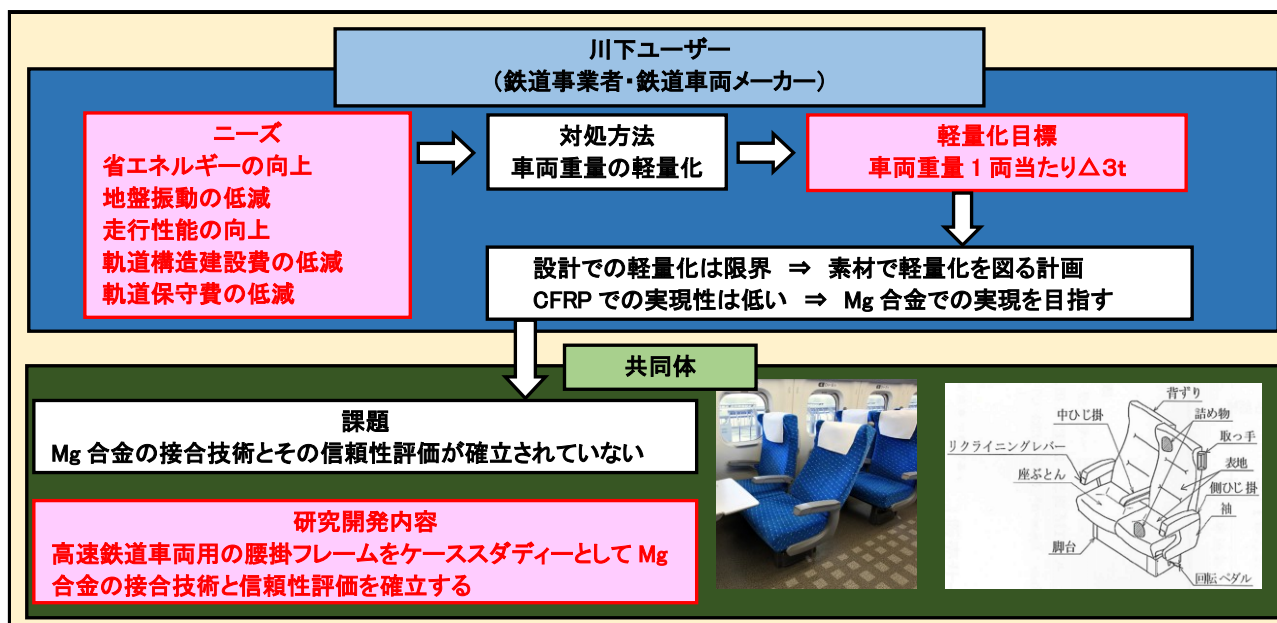 川下ユーザー
（鉄道事業者・鉄道車両メーカー）
ニーズ
省エネルギーの向上
地盤振動の低減
走行性能の向上
軌道構造建設費の低減
軌道保守費の低減
対処方法
車両重量の軽量化
軽量化目標
車両重量 1 両当たり△3t
設計での軽量化は限界 ⇒ 素材で軽量化を図る計画
CFRP での実現性は低い ⇒ Mg 合金での実現を目指す
共同体
課題
Mg 合金の接合技術とその信頼性評価が確立されていない
研究開発内容
高速鉄道車両用の腰掛フレームをケーススダディーとして Mg
合金の接合技術と信頼性評価を確立する
背ずり
中ひじ掛
詰め物
取っ手
リクライニングレバー
表地
座ぶとん
側ひじ掛
袖
脚台
回転ペダル